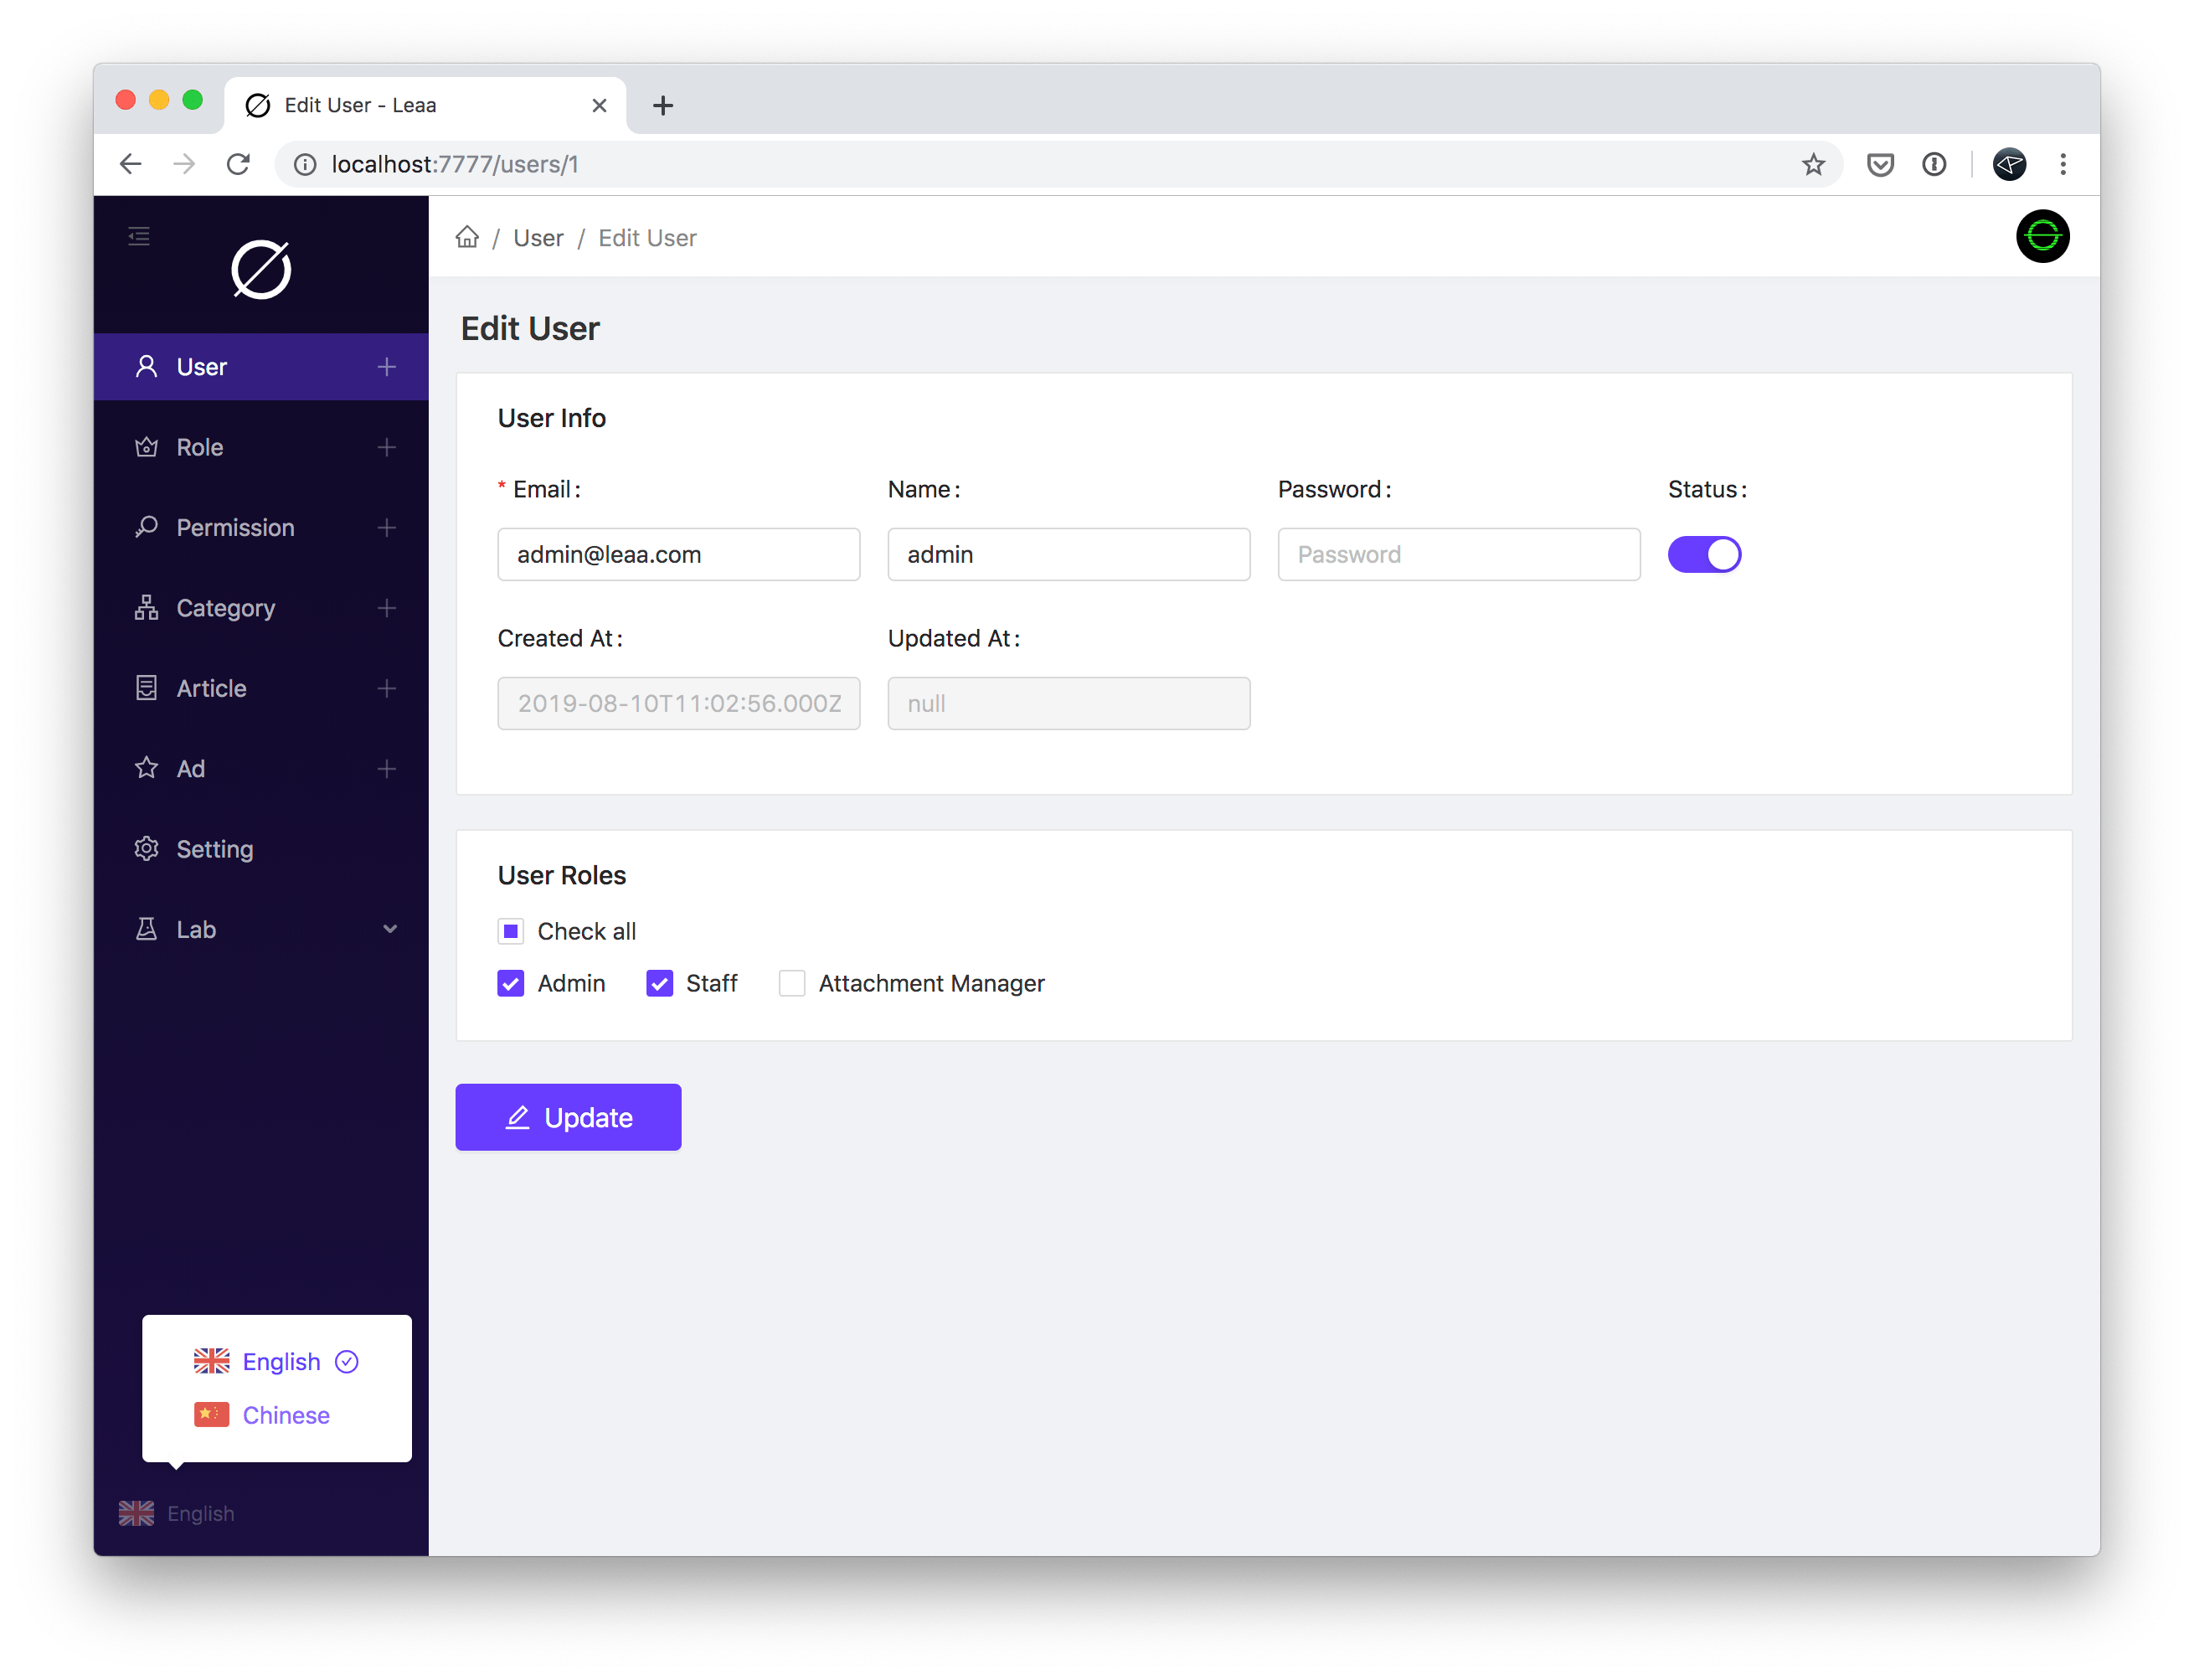 Edit User - Leaa
localhost:7777/users/1
/ User / Edit User
User
Role
Permission
Category
Article
Ad
Setting
Lab
English
Chinese
English
Edit User
User Info
* Email: Name: Password: Status:
admin@leaa.com admin Password
Created At: Updated At:
2019-08-10T11:02:56.000Z null
User Roles
Check all
Admin Staff Attachment Manager
Update